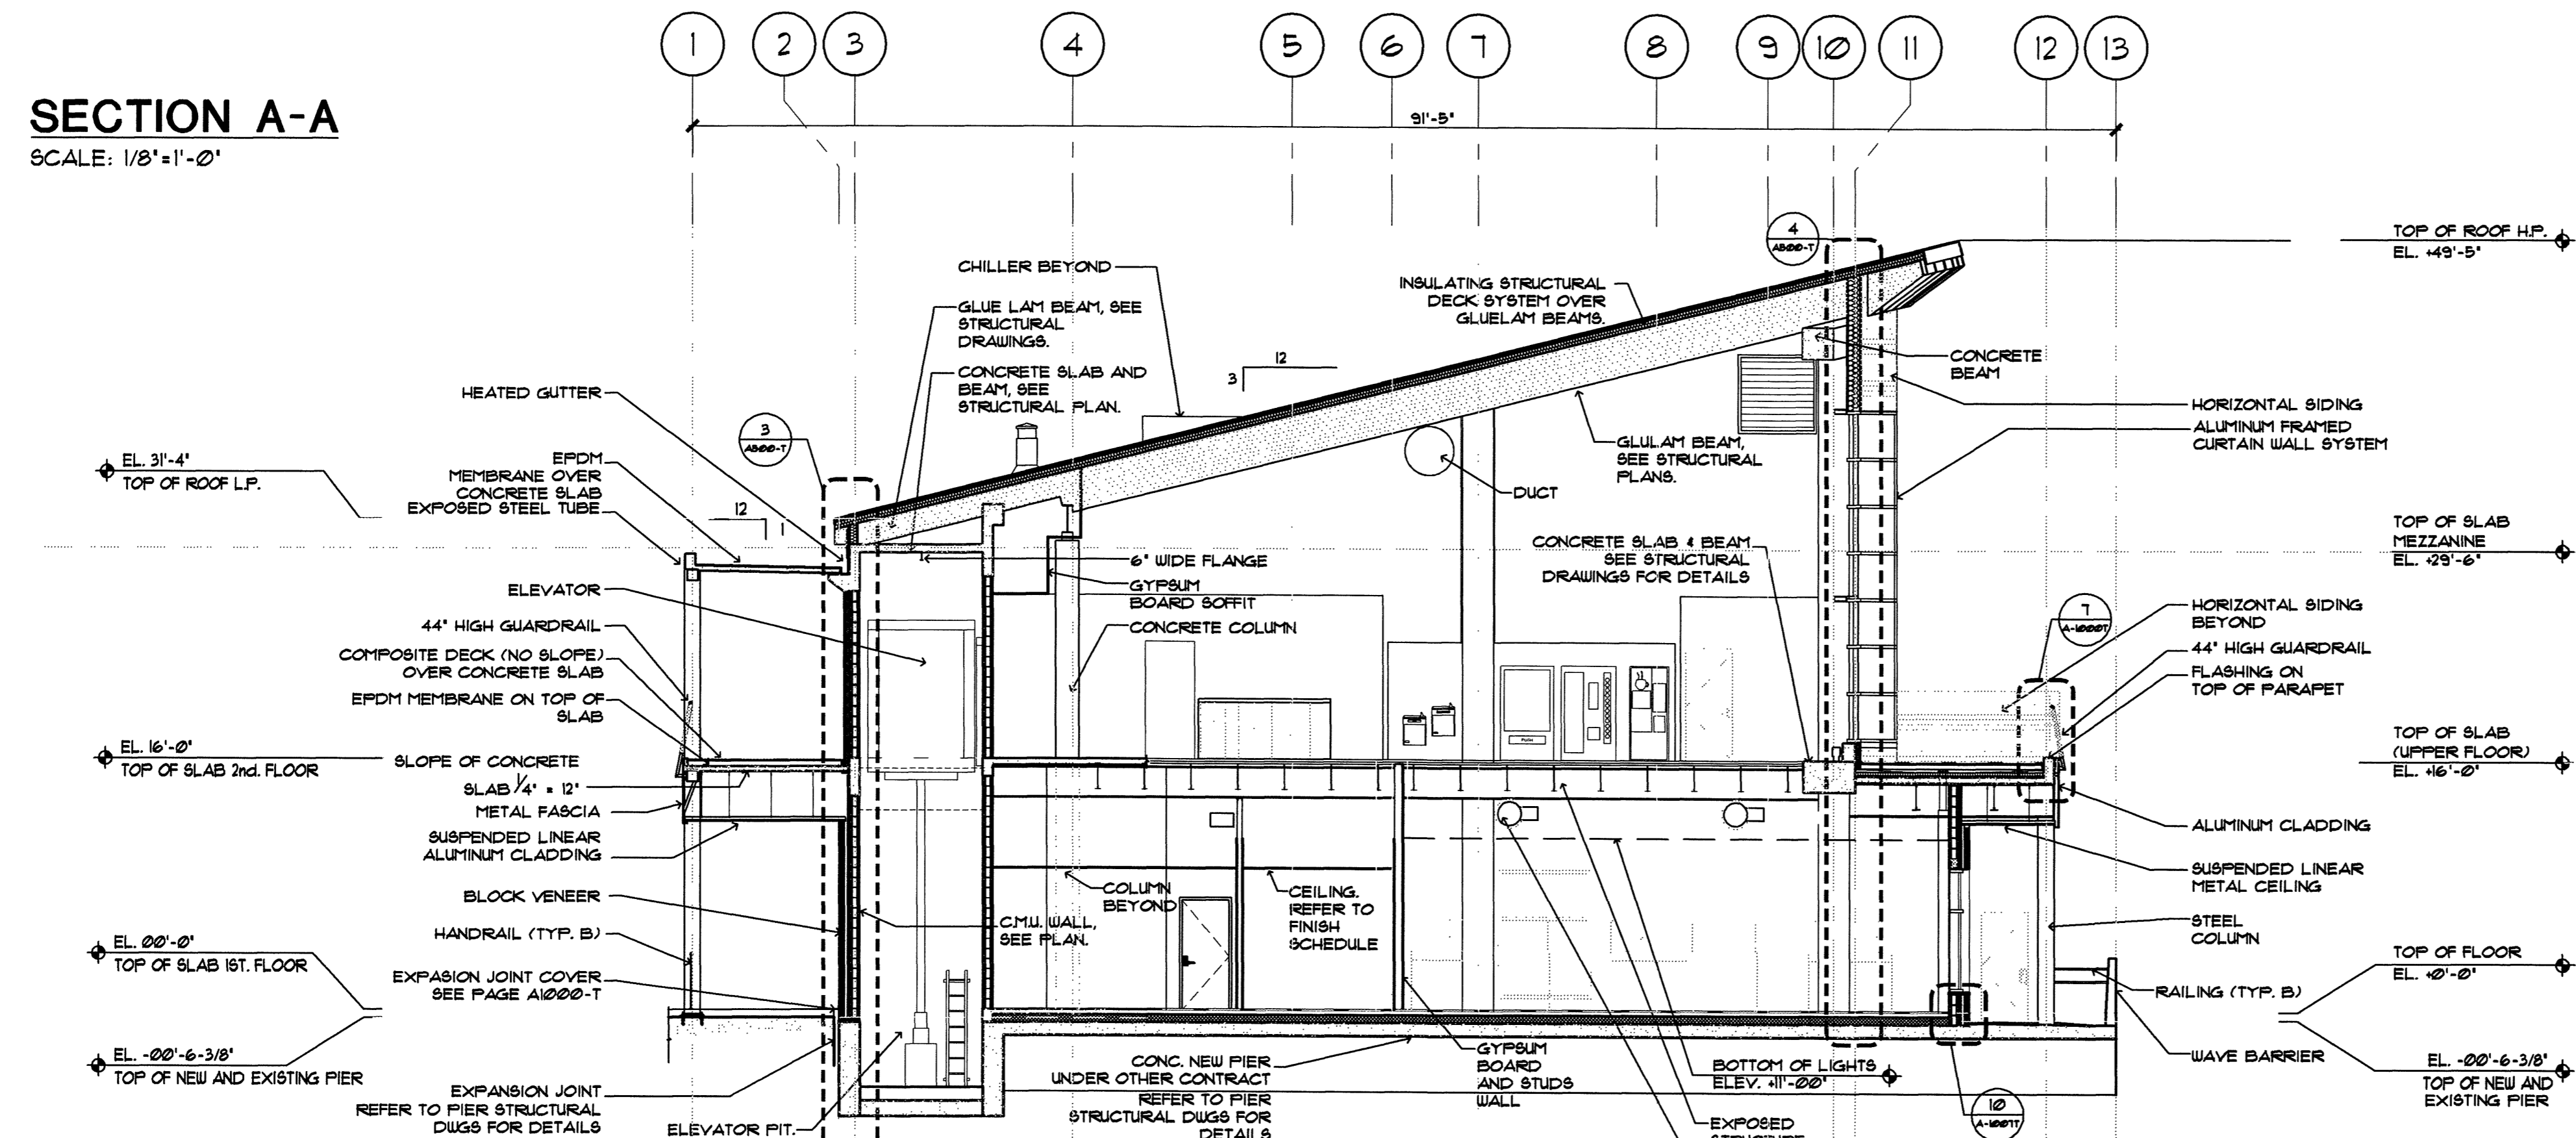 1 2 3 4 5 6 7 8 9 10 11 12 13
SECTION A-A
SCALE: 1/8"=1'-0"
91'-5"
4
A500-T
TOP OF ROOF H.P.
EL. +49'-5"
CHILLER BEYOND
GLUE LAM BEAM, SEE
STRUCTURAL
DRAWINGS.
CONCRETE SLAB AND
BEAM, SEE
STRUCTURAL PLAN.
INSULATING STRUCTURAL
DECK SYSTEM OVER
GLUELAM BEAMS.
12
3
CONCRETE
BEAM
HORIZONTAL SIDING
ALUMINUM FRAMED
CURTAIN WALL SYSTEM
HEATED GUTTER
3
A500-T
EL. 31'-4"
TOP OF ROOF L.P.
EPDM
MEMBRANE OVER
CONCRETE SLAB
EXPOSED STEEL TUBE
12
1
GLULAM BEAM,
SEE STRUCTURAL
PLANS.
DUCT
CONCRETE SLAB & BEAM
SEE STRUCTURAL
DRAWINGS FOR DETAILS
TOP OF SLAB
MEZZANINE
EL. +29'-6"
6" WIDE FLANGE
GYPSUM
BOARD SOFFIT
CONCRETE COLUMN
ELEVATOR
44" HIGH GUARDRAIL
COMPOSITE DECK (NO SLOPE)
OVER CONCRETE SLAB
EPDM MEMBRANE ON TOP OF
SLAB
HORIZONTAL SIDING
BEYOND
7
A-1000T
44" HIGH GUARDRAIL
FLASHING ON
TOP OF PARAPET
EL. 16'-0"
TOP OF SLAB 2nd. FLOOR
SLOPE OF CONCRETE
SLAB 1/4" = 12"
METAL FASCIA
SUSPENDED LINEAR
ALUMINUM CLADDING
TOP OF SLAB
(UPPER FLOOR)
EL. +16'-0"
ALUMINUM CLADDING
SUSPENDED LINEAR
METAL CEILING
STEEL
COLUMN
BLOCK VENEER
HANDRAIL (TYP. B)
COLUMN
BEYOND
C.M.U. WALL,
SEE PLAN.
CEILING.
REFER TO
FINISH
SCHEDULE
EL. 00'-0"
TOP OF SLAB 1ST. FLOOR
EXPASION JOINT COVER
SEE PAGE A1000-T
TOP OF FLOOR
EL. +0'-0"
RAILING (TYP. B)
WAVE BARRIER
EL. -00'-6-3/8"
TOP OF NEW AND EXISTING PIER
EL. -00'-6-3/8"
TOP OF NEW AND
EXISTING PIER
EXPANSION JOINT
REFER TO PIER STRUCTURAL
DWGS FOR DETAILS
ELEVATOR PIT.
CONC. NEW PIER
UNDER OTHER CONTRACT
REFER TO PIER
STRUCTURAL DWGS FOR
DETAILS
GYPSUM
BOARD
AND STUDS
WALL
BOTTOM OF LIGHTS
ELEV. +11'-00"
EXPOSED
STRUCTURE
10
A-1007T